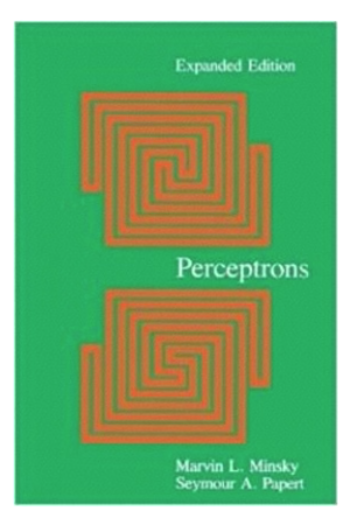 Expanded Edition
Perceptrons
Marvin L. Minsky
Seymour A. Papert